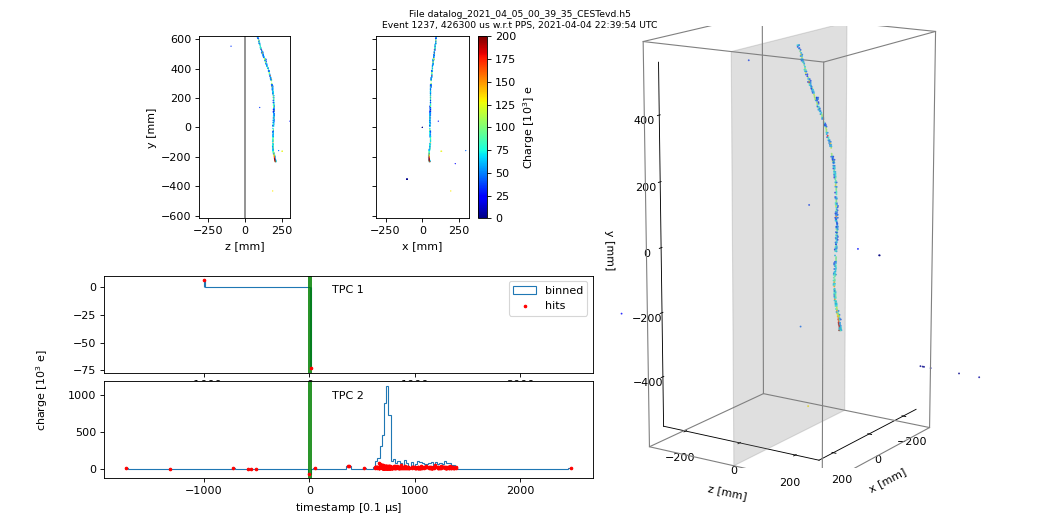 File datalog_2021_04_05_00_39_35_CESTevd.h5
Event 1237, 426300 us w.r.t PPS, 2021-04-04 22:39:54 UTC
600
400
200
0
−200
−400
−600
y [mm]
−250
0
250
z [mm]
−250
0
250
x [mm]
200
175
150
125
100
75
50
25
0
Charge [10³] e
400
200
0
−200
−400
y [mm]
−200
0
200
z [mm]
200
0
−200
x [mm]
TPC 1
binned
hits
0
−25
−50
−75
charge [10³ e]
TPC 2
1000
500
0
−1000
0
1000
2000
timestamp [0.1 µs]